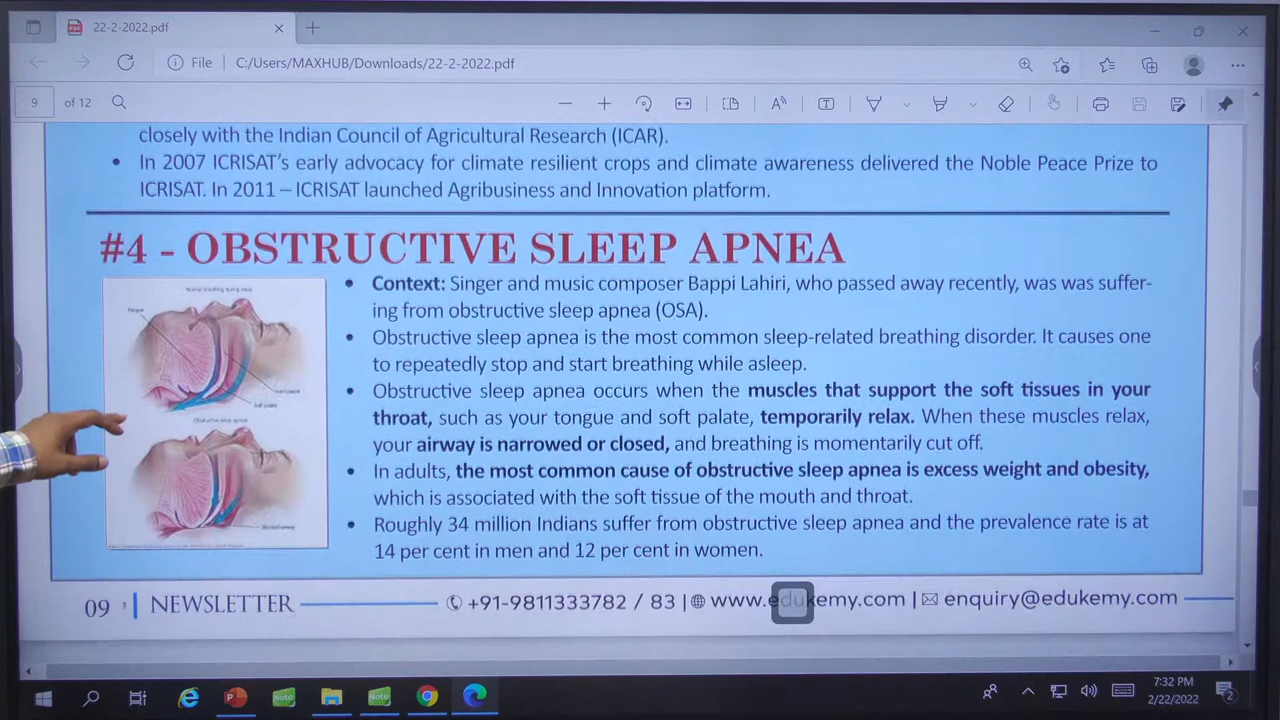 22-2-2022.pdf
File
C:/Users/MAXHUB/Downloads/22-2-2022.pdf
9 of 12
closely with the Indian Council of Agricultural Research (ICAR).
• In 2007 ICRISAT's early advocacy for climate resilient crops and climate awareness delivered the Noble Peace Prize to
ICRISAT. In 2011 – ICRISAT launched Agribusiness and Innovation platform.
#4 - OBSTRUCTIVE SLEEP APNEA
Tongue
Soft palate
Obstructive sleep apnea
• Context: Singer and music composer Bappi Lahiri, who passed away recently, was was suffer-
ing from obstructive sleep apnea (OSA).
• Obstructive sleep apnea is the most common sleep-related breathing disorder. It causes one
to repeatedly stop and start breathing while asleep.
• Obstructive sleep apnea occurs when the muscles that support the soft tissues in your
throat, such as your tongue and soft palate, temporarily relax. When these muscles relax,
your airway is narrowed or closed, and breathing is momentarily cut off.
• In adults, the most common cause of obstructive sleep apnea is excess weight and obesity,
which is associated with the soft tissue of the mouth and throat.
• Roughly 34 million Indians suffer from obstructive sleep apnea and the prevalence rate is at
14 per cent in men and 12 per cent in women.
09 NEWSLETTER +91-9811333782 / 83 | www.edukemy.com | enquiry@edukemy.com
Note
Note
7:32 PM
2/22/2022
2